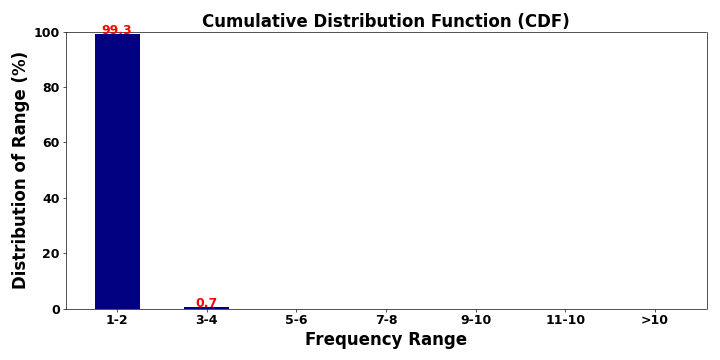 Cumulative Distribution Function (CDF)
Distribution of Range (%)
100
80
60
40
20
0
99.3
0.7
1-2 3-4 5-6 7-8 9-10 11-10 >10
Frequency Range